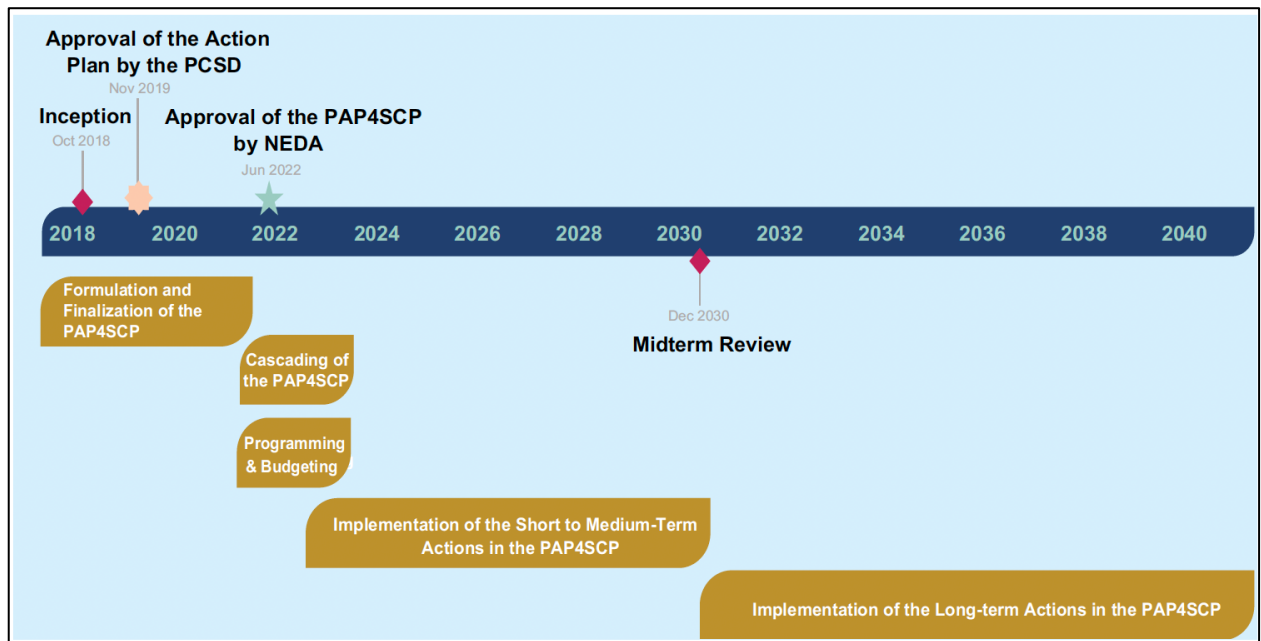 Approval of the Action
Plan by the PCSD
Nov 2019
Inception
Oct 2018
Approval of the PAP4SCP
by NEDA
Jun 2022
2018 2020 2022 2024 2026 2028 2030 2032 2034 2036 2038 2040
Formulation and
Finalization of the
PAP4SCP
Dec 2030
Midterm Review
Cascading of
the PAP4SCP
Programming
& Budgeting
Implementation of the Short to Medium-Term
Actions in the PAP4SCP
Implementation of the Long-term Actions in the PAP4SCP